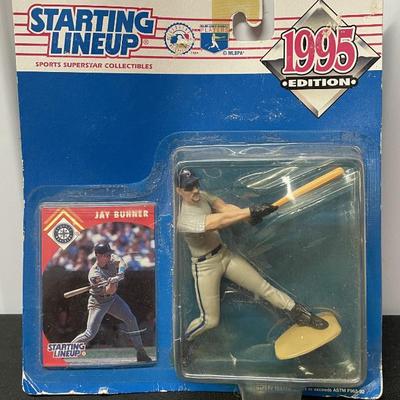 STARTING
LINEUP®
SPORTS SUPERSTAR COLLECTIBLES
© MLBPA
1995
EDITION
JAY BUHNER
STARTING
LINEUP